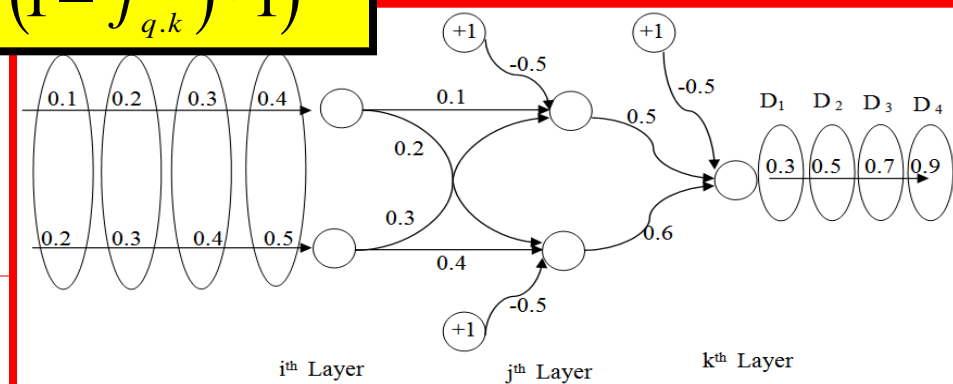 (1 − f q.k) · 1)
+1 +1
-0.5 -0.5
0.1 0.2 0.3 0.4 0.1 0.5 D1 D2 D3 D4
0.2
0.3 0.5 0.7 0.9
0.3
0.2 0.3 0.4 0.5 0.4 0.6
-0.5
+1
ith Layer jth Layer kth Layer